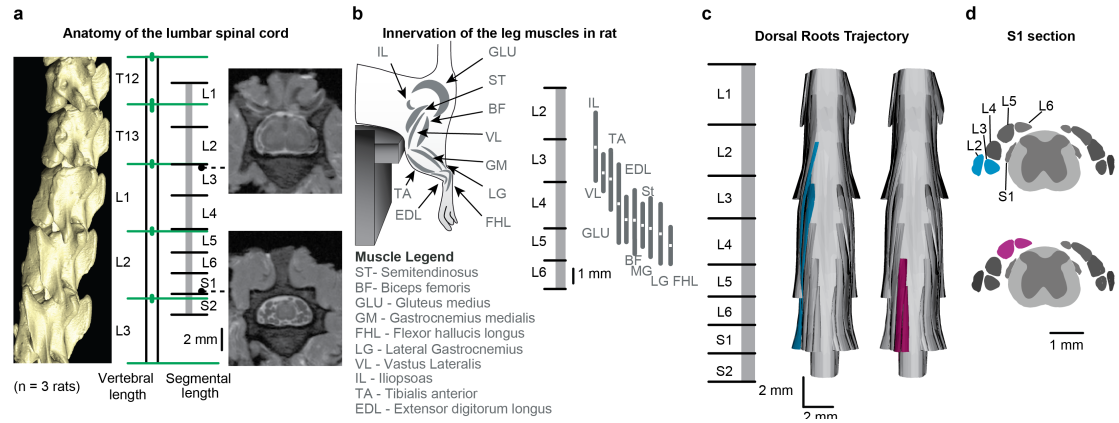 a
Anatomy of the lumbar spinal cord
T12
T13
L1
L2
L3
L1
L2
L3
L4
L5
L6
S1
S2
2 mm
(n = 3 rats)
Vertebral
length
Segmental
length
b
Innervation of the leg muscles in rat
IL
GLU
ST
BF
VL
GM
LG
FHL
TA
EDL
Muscle Legend
ST- Semitendinosus
BF- Biceps femoris
GLU - Gluteus medius
GM - Gastrocnemius medialis
FHL - Flexor hallucis longus
LG - Lateral Gastrocnemius
VL - Vastus Lateralis
IL - Iliopsoas
TA - Tibialis anterior
EDL - Extensor digitorum longus
L2
L3
L4
L5
L6
1 mm
IL
TA
EDL
St
VL
GLU
BF
MG
LG FHL
c
Dorsal Roots Trajectory
L1
L2
L3
L4
L5
L6
S1
S2
2 mm
2 mm
d
S1 section
L5
L6
L4
L3
L2
S1
1 mm